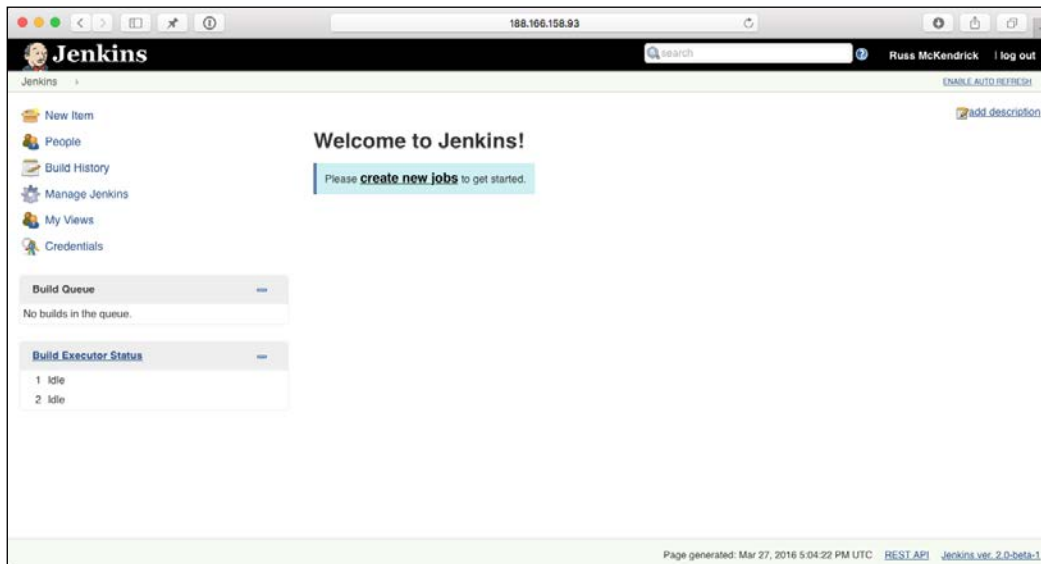 188.166.158.93
Jenkins
search
Russ McKendrick | log out
Jenkins
ENABLE AUTO REFRESH
New Item
add description
People
Welcome to Jenkins!
Build History
Please create new jobs to get started.
Manage Jenkins
My Views
Credentials
Build Queue
No builds in the queue.
Build Executor Status
1 Idle
2 Idle
Page generated: Mar 27, 2016 5:04:22 PM UTC REST API Jenkins ver. 2.0-beta-1